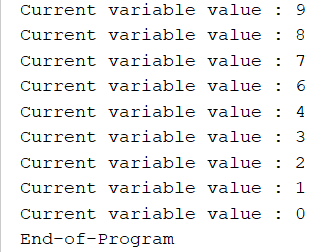 Current variable value : 9
Current variable value : 8
Current variable value : 7
Current variable value : 6
Current variable value : 4
Current variable value : 3
Current variable value : 2
Current variable value : 1
Current variable value : 0
End-of-Program